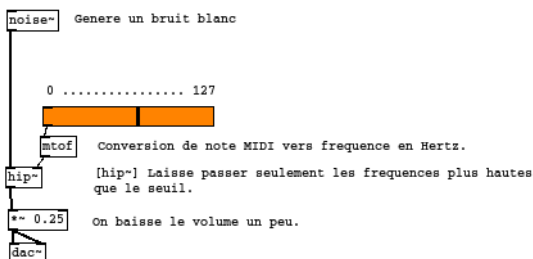 noise~ Genere un bruit blanc
0 ................ 127
mtof Conversion de note MIDI vers frequence en Hertz.
hip~ [hip~] Laisse passer seulement les frequences plus hautes
que le seuil.
*~ 0.25 On baisse le volume un peu.
dac~